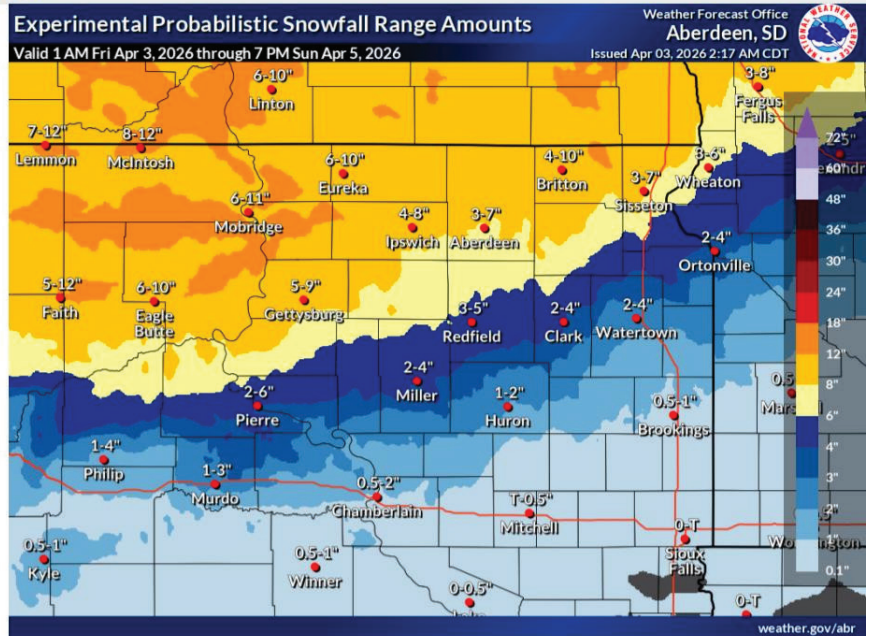 Experimental Probabilistic Snowfall Range Amounts
Valid 1 AM Fri Apr 3, 2026 through 7 PM Sun Apr 5, 2026
Weather Forecast Office
Aberdeen, SD
Issued Apr 03, 2026 2:17 AM CDT
NATIONAL WEATHER SERVICE
6-10"
Linton
3-8"
Fergus
Falls
7-12"
Lemmon
8-12"
McIntosh
6-10"
Eureka
4-10"
Britton
3-7"
Sisseton
3-6"
Wheaton
6-11"
Mobridge
4-8"
Ipswich
3-7"
Aberdeen
2-4"
Ortonville
5-12"
Faith
6-10"
Eagle
Butte
5-9"
Gettysburg
3-5"
Redfield
2-4"
Clark
2-4"
Watertown
2-6"
Pierre
2-4"
Miller
1-2"
Huron
0.5-1"
Brookings
1-4"
Philip
1-3"
Murdo
0.5-2"
Chamberlain
T-0.5"
Mitchell
0-T
Sioux
Falls
0.5-1"
Kyle
0.5-1"
Winner
0-0.5"
0-T
72"
60"
48"
36"
30"
24"
18"
12"
8"
6"
4"
3"
2"
1"
0.1"
weather.gov/abr